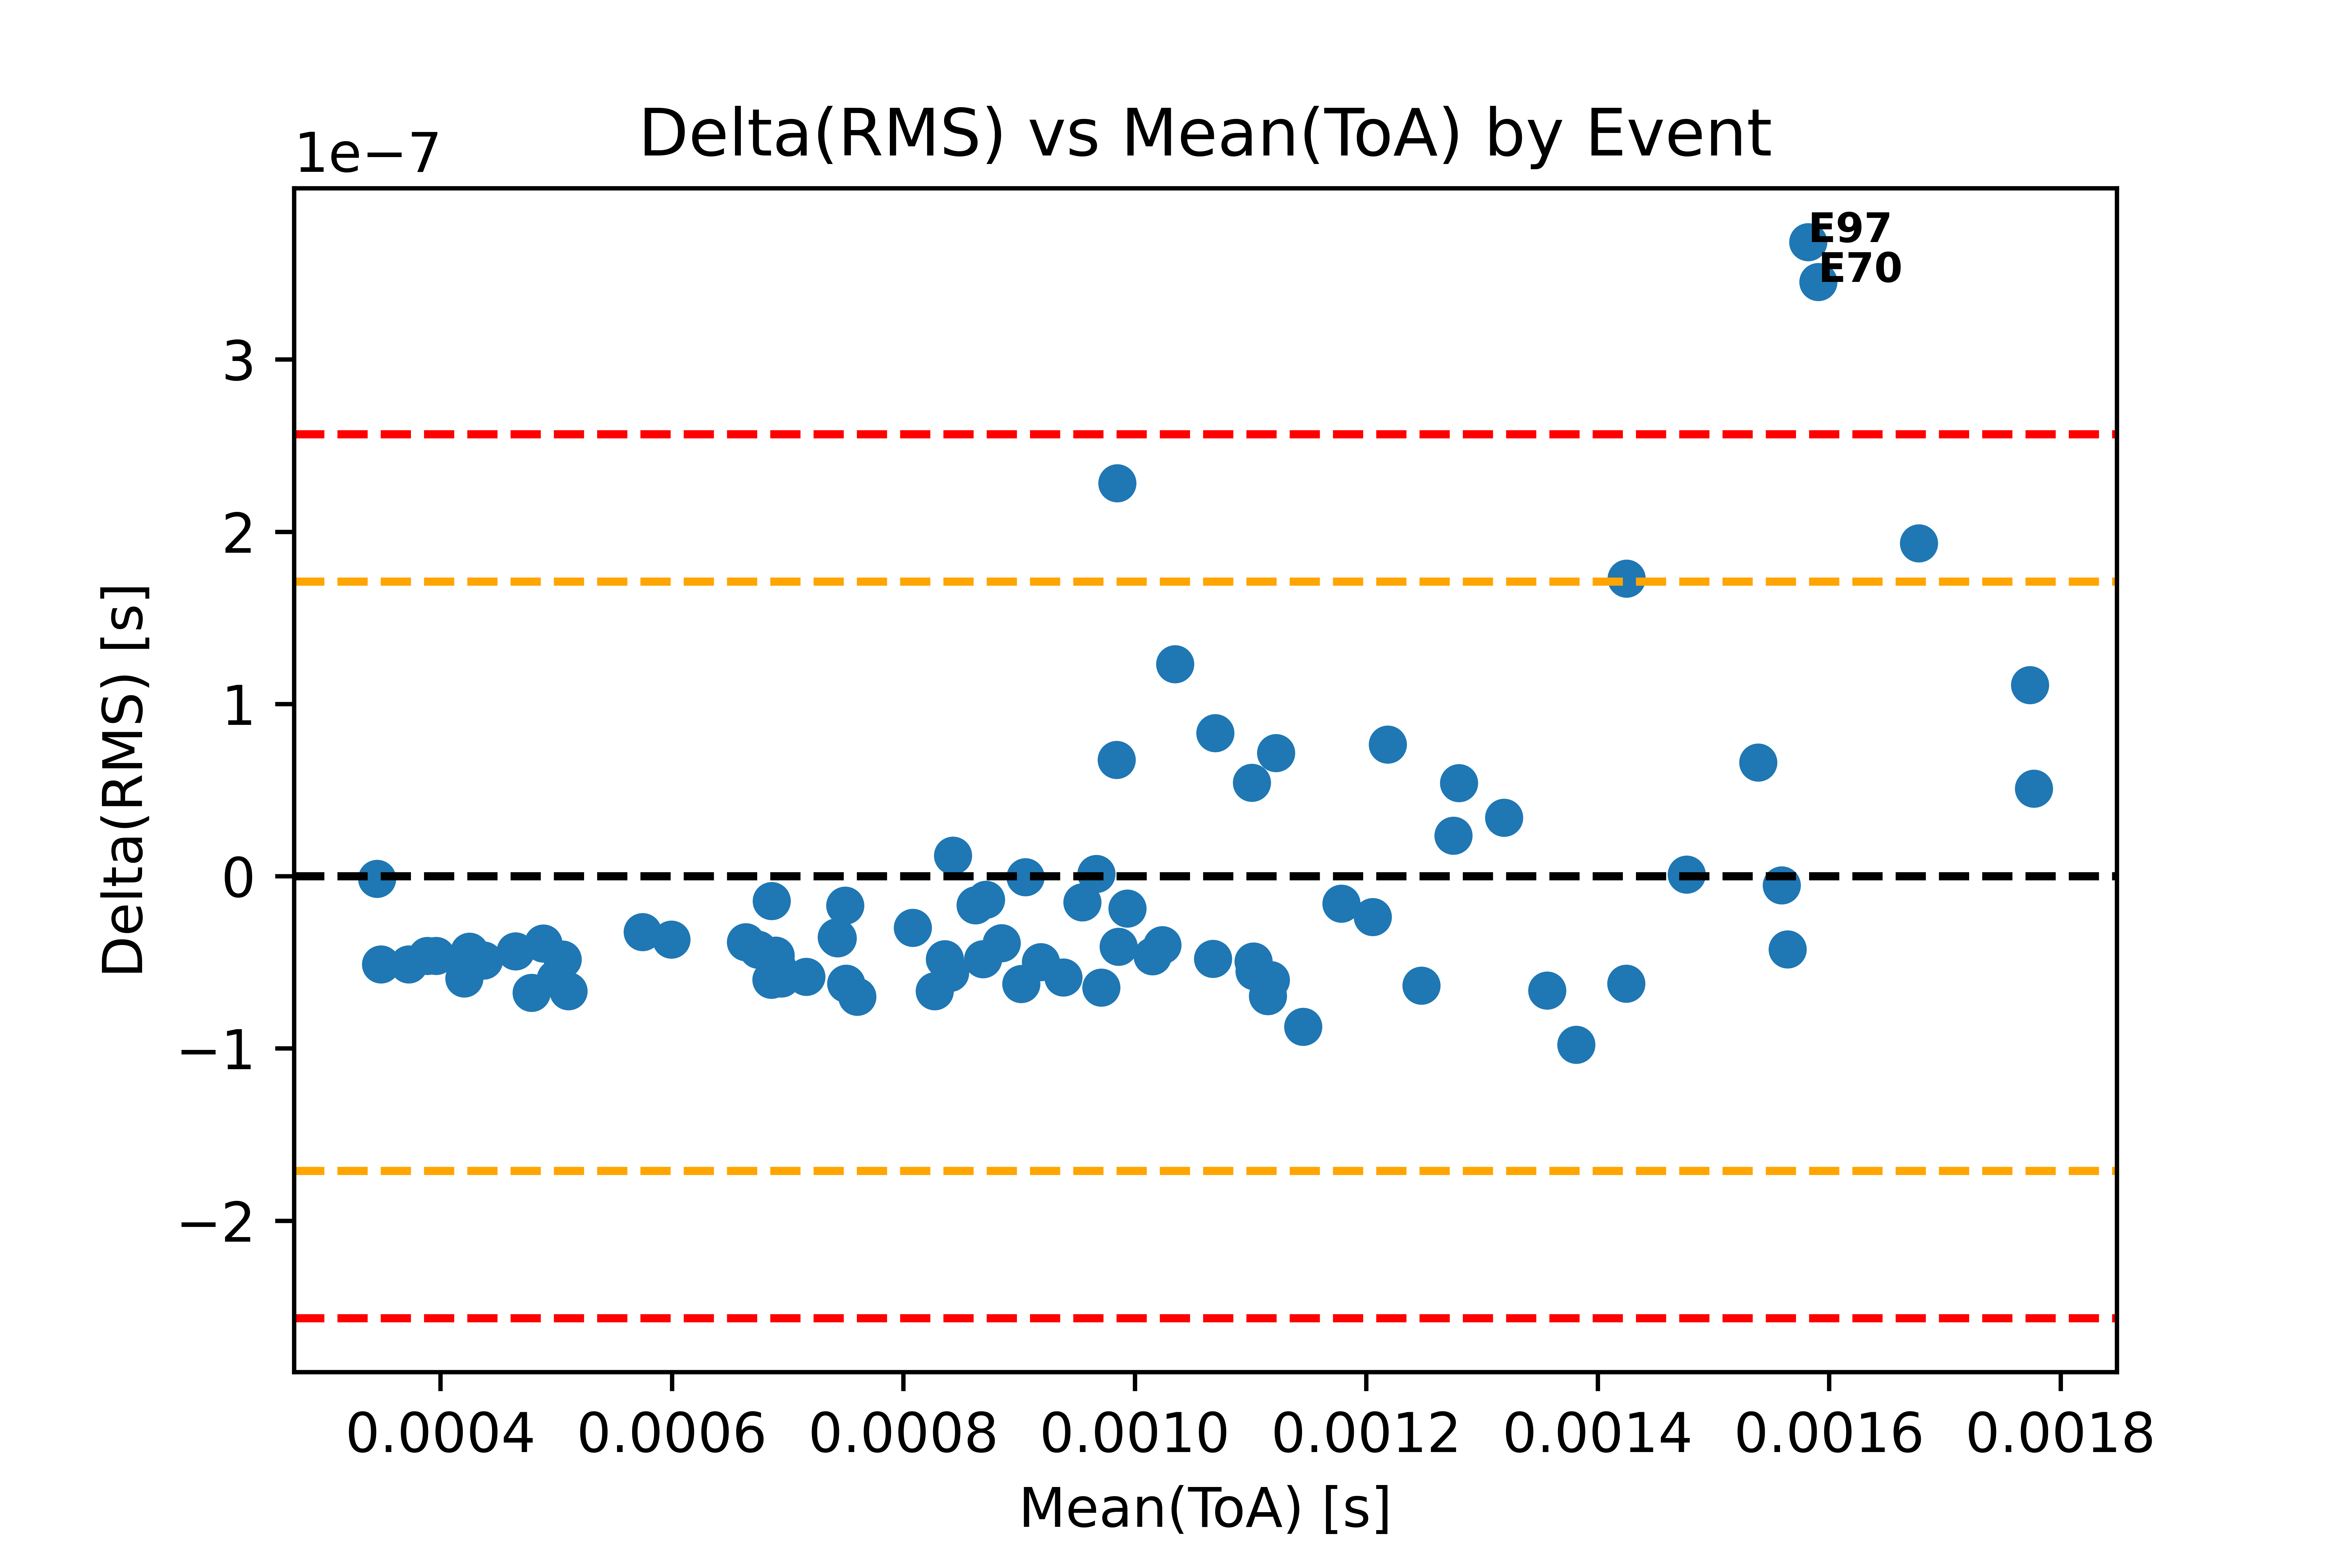 Delta(RMS) vs Mean(ToA) by Event
1e−7
E97
E70
3
2
1
0
−1
−2
Delta(RMS) [s]
0.0004 0.0006 0.0008 0.0010 0.0012 0.0014 0.0016 0.0018
Mean(ToA) [s]